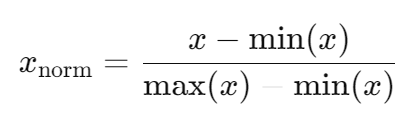 x_norm = (x − min(x)) / (max(x) − min(x))